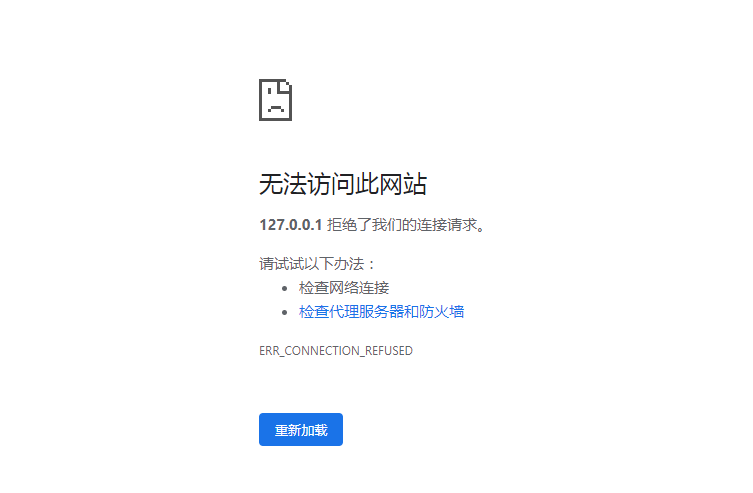 无法访问此网站
127.0.0.1 拒绝了我们的连接请求。
请试试以下办法：
检查网络连接
检查代理服务器和防火墙
ERR_CONNECTION_REFUSED
重新加载